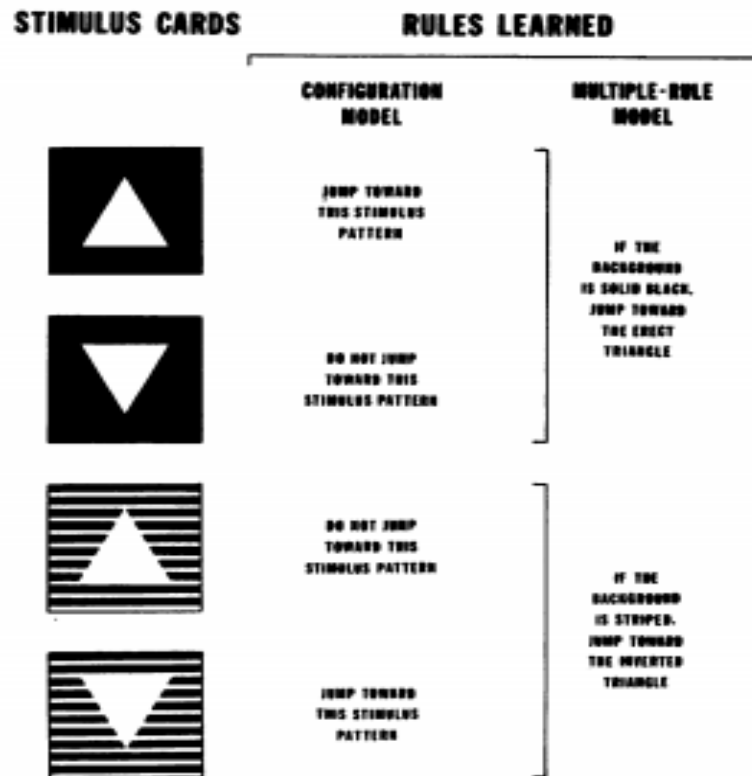 STIMULUS CARDS
RULES LEARNED
CONFIGURATION
MODEL
MULTIPLE-RULE
MODEL
JUMP TOWARD
THIS STIMULUS
PATTERN
DO NOT JUMP
TOWARD THIS
STIMULUS PATTERN
IF THE
BACKGROUND
IS SOLID BLACK,
JUMP TOWARD
THE ERECT
TRIANGLE
DO NOT JUMP
TOWARD THIS
STIMULUS PATTERN
JUMP TOWARD
THIS STIMULUS
PATTERN
IF THE
BACKGROUND
IS STRIPED,
JUMP TOWARD
THE INVERTED
TRIANGLE